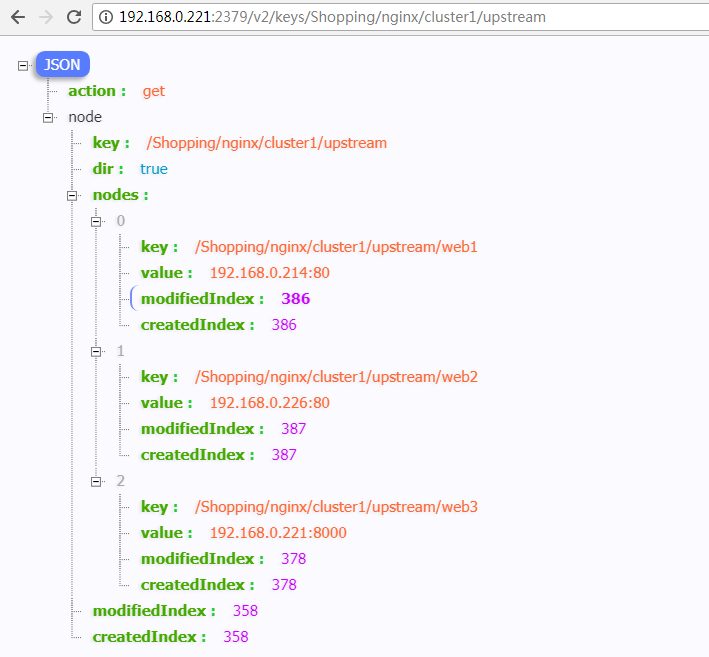 192.168.0.221:2379/v2/keys/Shopping/nginx/cluster1/upstream
JSON
action : get
node
key : /Shopping/nginx/cluster1/upstream
dir : true
nodes :
0
key : /Shopping/nginx/cluster1/upstream/web1
value : 192.168.0.214:80
modifiedIndex : 386
createdIndex : 386
1
key : /Shopping/nginx/cluster1/upstream/web2
value : 192.168.0.226:80
modifiedIndex : 387
createdIndex : 387
2
key : /Shopping/nginx/cluster1/upstream/web3
value : 192.168.0.221:8000
modifiedIndex : 378
createdIndex : 378
modifiedIndex : 358
createdIndex : 358